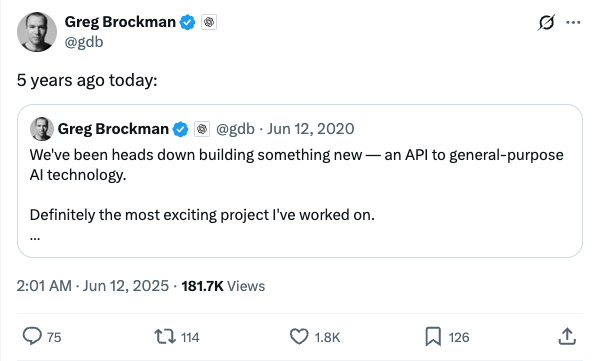 Greg Brockman
@gdb
5 years ago today:
Greg Brockman @gdb · Jun 12, 2020
We've been heads down building something new — an API to general-purpose
AI technology.
Definitely the most exciting project I've worked on.
...
2:01 AM · Jun 12, 2025 · 181.7K Views
75 114 1.8K 126